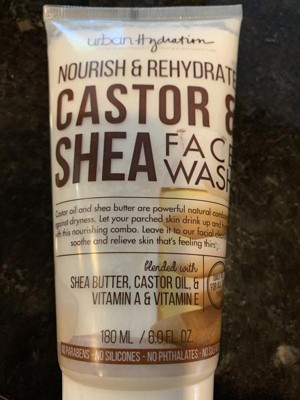 urban Hydration
NOURISH & REHYDRATE
CASTOR &
SHEA FACE
WASH
Castor oil and shea butter are powerful natural
against dryness. Let your parched skin drink up and
with this nourishing combo. Leave it to our facial
soothe and relieve skin that's feeling
blended with
SHEA BUTTER, CASTOR OIL, &
VITAMIN A & VITAMIN E
180 ML / 6.0 FL. OZ.
NO PARABENS - NO SILICONES - NO PHTHALATES - NO